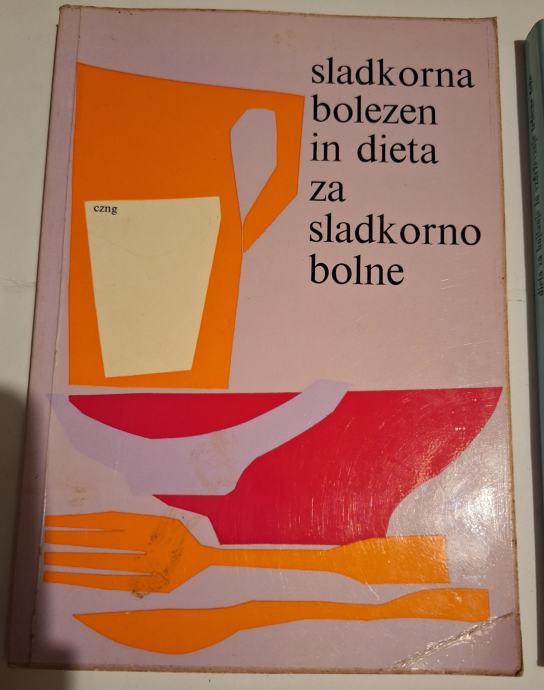 sladkorna
bolezen
in dieta
za
sladkorno
bolne
czng